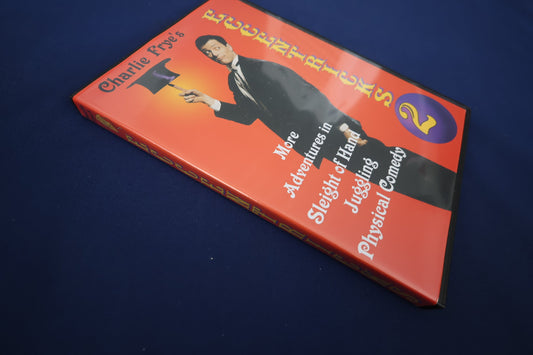 Charlie Frye's
ECCENTRICKS
2
More
Adventures in
Sleight of Hand
Juggling
Physical Comedy